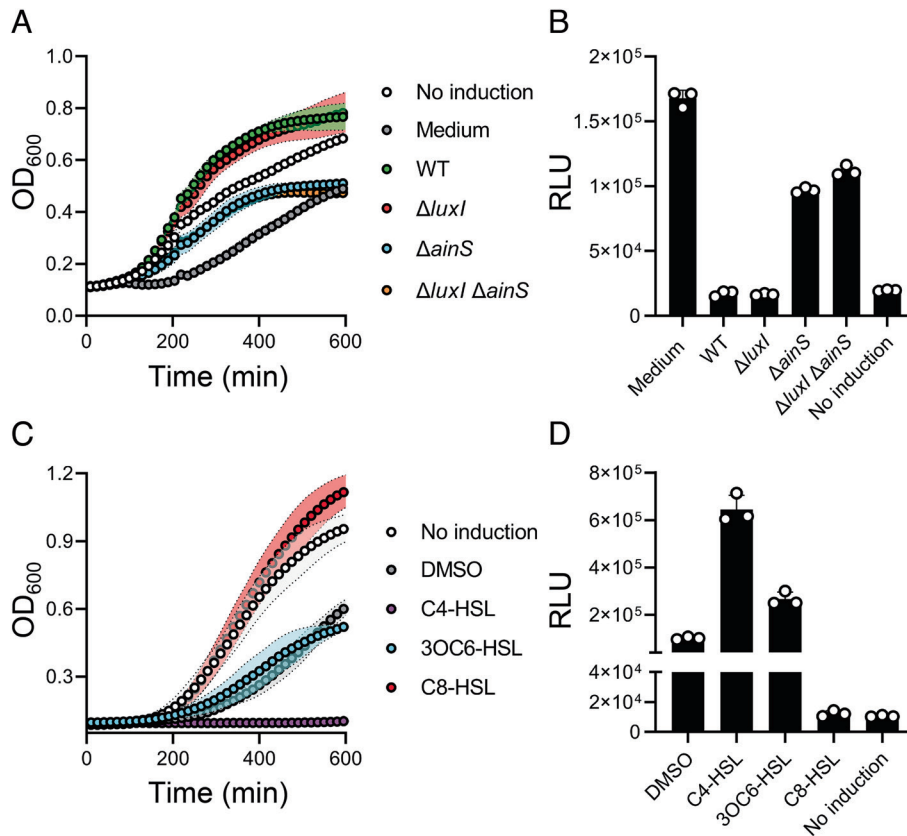 A
OD600
1.0
0.8
0.6
0.4
0.2
0.0
0
200
400
600
Time (min)
No induction
Medium
WT
ΔluxI
ΔainS
ΔluxI ΔainS
B
RLU
2×10⁵
1.5×10⁵
1×10⁵
5×10⁴
0
Medium
WT
ΔluxI
ΔainS
ΔluxI ΔainS
No induction
C
OD600
1.2
0.9
0.6
0.3
0
200
400
600
Time (min)
No induction
DMSO
C4-HSL
3OC6-HSL
C8-HSL
D
RLU
8×10⁵
6×10⁵
4×10⁵
2×10⁵
4×10⁴
2×10⁴
0
DMSO
C4-HSL
3OC6-HSL
C8-HSL
No induction